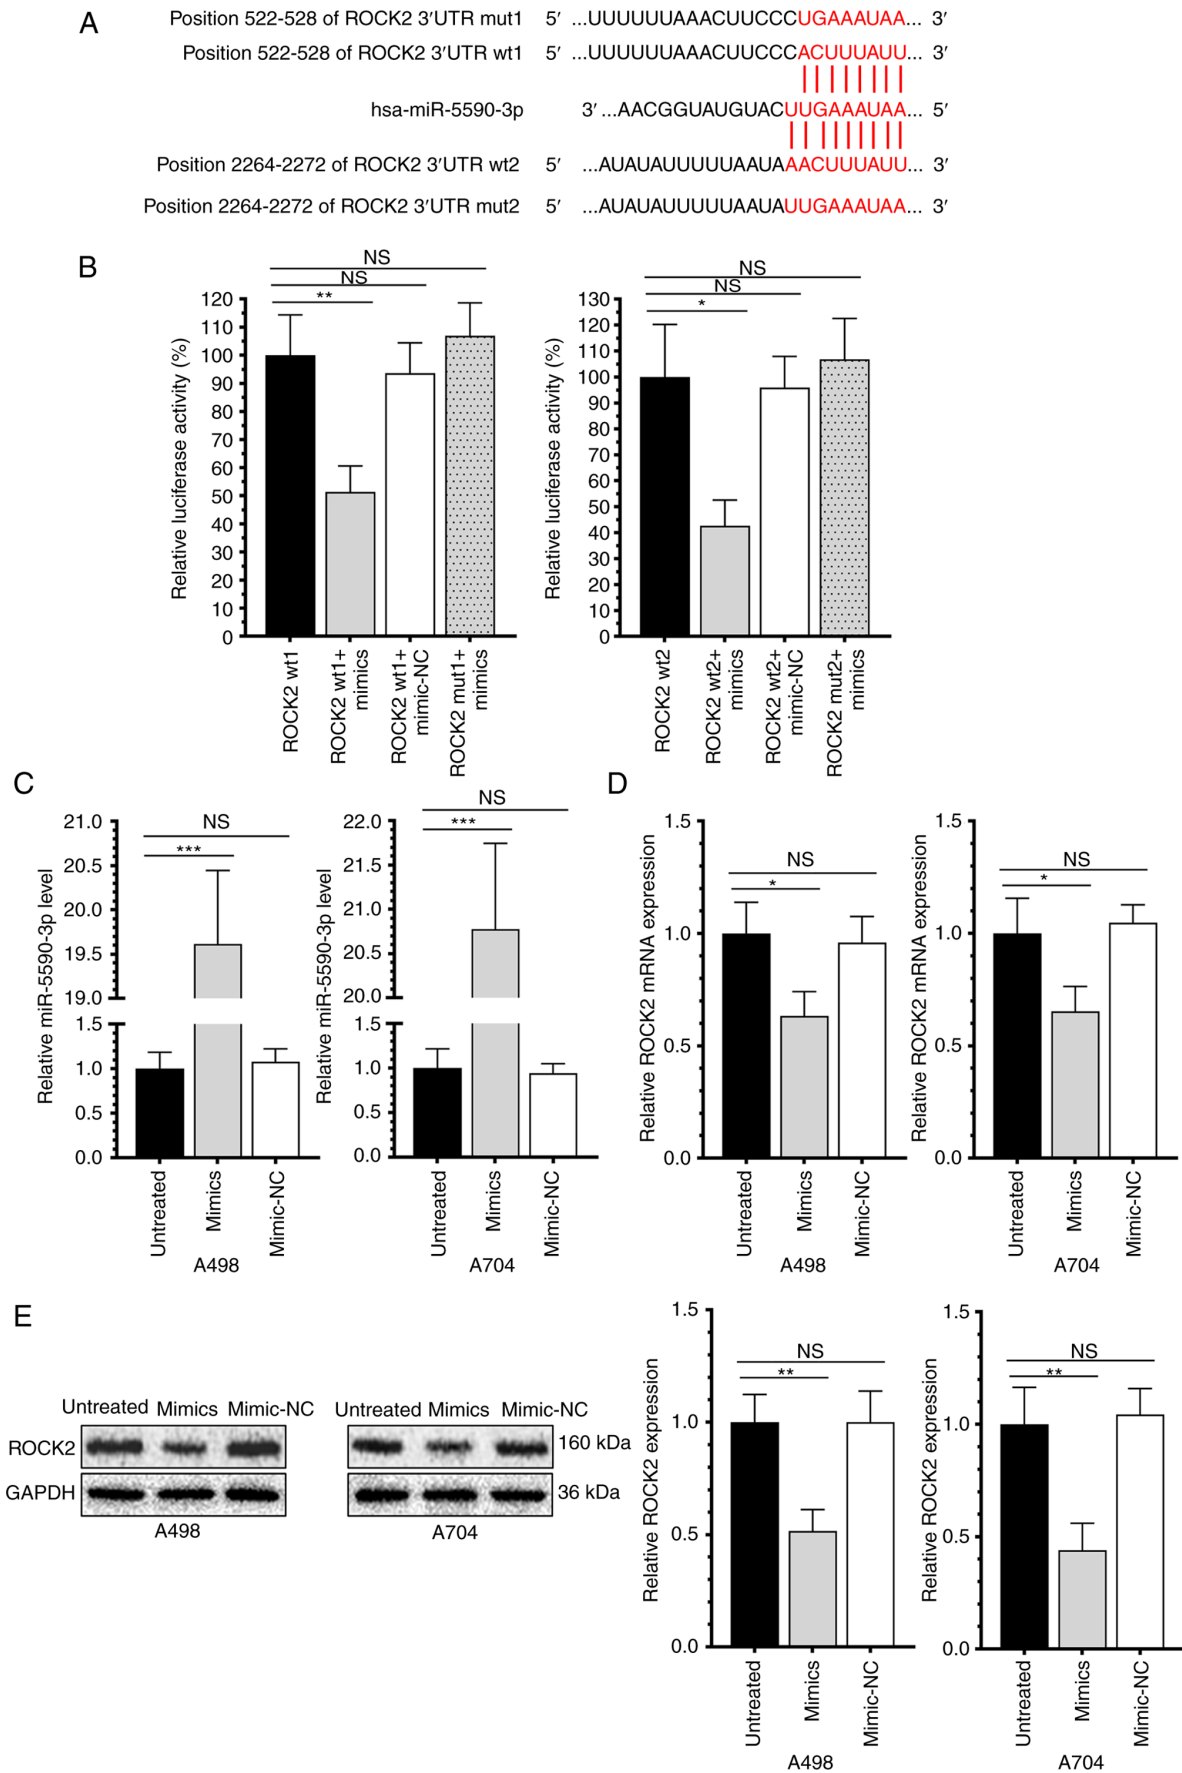 A
Position 522-528 of ROCK2 3′UTR mut1 5′ ...UUUUUUAAACUUCCCUGAAAUAA... 3′
Position 522-528 of ROCK2 3′UTR wt1 5′ ...UUUUUUAAACUUCCCACUUUAUU... 3′
hsa-miR-5590-3p 3′ ...AACGGUAUGUACUUGAAAUAA... 5′
Position 2264-2272 of ROCK2 3′UTR wt2 5′ ...AUAUAUUUUUAAUAAACUUUAUU... 3′
Position 2264-2272 of ROCK2 3′UTR mut2 5′ ...AUAUAUUUUUAAUAUUGAAAUAA... 3′
B
Relative luciferase activity (%)
120
110
100
90
80
70
60
50
40
30
20
10
0
NS
NS
**
ROCK2 wt1
ROCK2 wt1+
mimics
ROCK2 wt1+
mimic-NC
ROCK2 mut1+
mimics
Relative luciferase activity (%)
130
120
110
100
90
80
70
60
50
40
30
20
10
0
NS
NS
*
ROCK2 wt2
ROCK2 wt2+
mimics
ROCK2 wt2+
mimic-NC
ROCK2 mut2+
mimics
C
Relative miR-5590-3p level
21.0
20.5
20.0
19.5
19.0
1.5
1.0
0.5
0.0
NS
***
Untreated
Mimics
Mimic-NC
A498
Relative miR-5590-3p level
22.0
21.5
21.0
20.5
20.0
1.5
1.0
0.5
0.0
NS
***
Untreated
Mimics
Mimic-NC
A704
D
Relative ROCK2 mRNA expression
1.5
1.0
0.5
0.0
NS
*
Untreated
Mimics
Mimic-NC
A498
Relative ROCK2 mRNA expression
1.5
1.0
0.5
0.0
NS
*
Untreated
Mimics
Mimic-NC
A704
E
Untreated Mimics Mimic-NC Untreated Mimics Mimic-NC
ROCK2 160 kDa
GAPDH 36 kDa
A498 A704
Relative ROCK2 expression
1.5
1.0
0.5
0.0
NS
**
Untreated
Mimics
Mimic-NC
A498
Relative ROCK2 expression
1.5
1.0
0.5
0.0
NS
**
Untreated
Mimics
Mimic-NC
A704